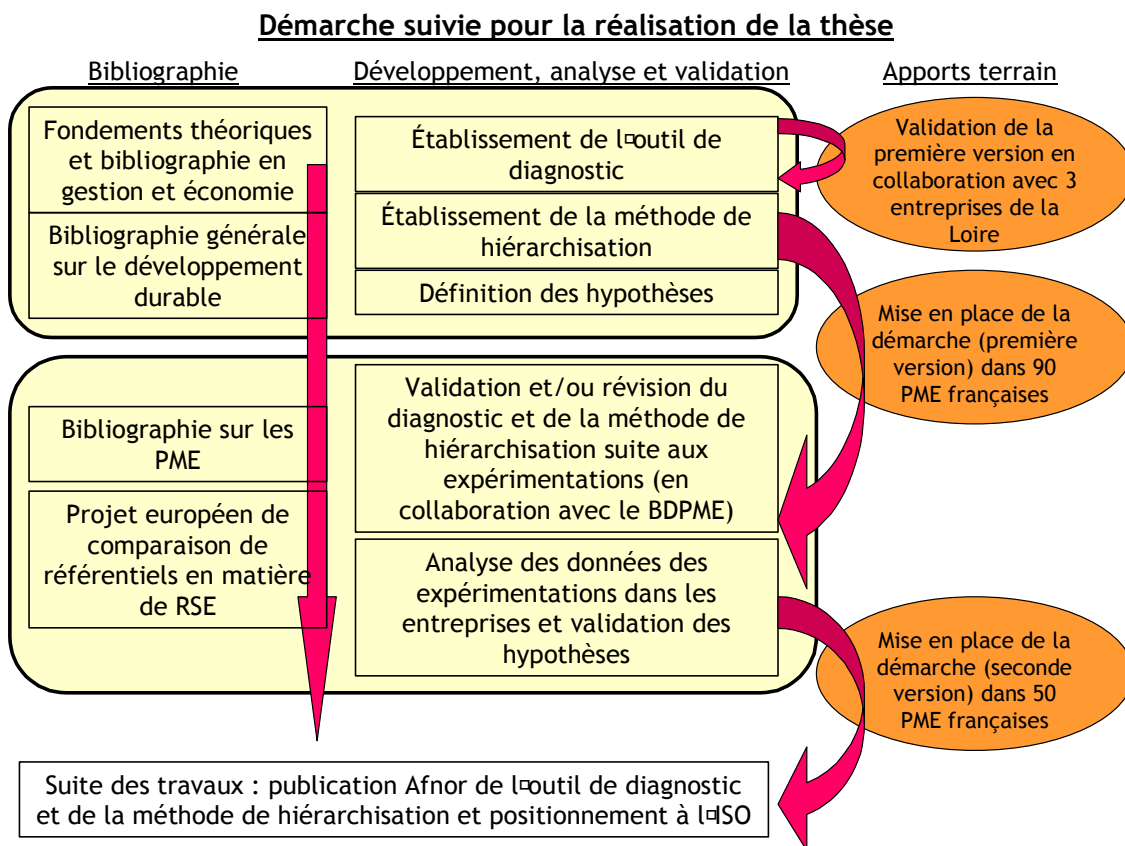 Démarche suivie pour la réalisation de la thèse
Bibliographie
Développement, analyse et validation
Apports terrain
Fondements théoriques
et bibliographie en
gestion et économie
Bibliographie générale
sur le développement
durable
Établissement de l¤outil de
diagnostic
Établissement de la méthode de
hiérarchisation
Définition des hypothèses
Validation de la
première version en
collaboration avec 3
entreprises de la
Loire
Mise en place de la
démarche (première
version) dans 90
PME françaises
Bibliographie sur les
PME
Projet européen de
comparaison de
référentiels en matière
de RSE
Validation et/ou révision du
diagnostic et de la méthode de
hiérarchisation suite aux
expérimentations (en
collaboration avec le BDPME)
Analyse des données des
expérimentations dans les
entreprises et validation des
hypothèses
Mise en place de la
démarche (seconde
version) dans 50
PME françaises
Suite des travaux : publication Afnor de l¤outil de diagnostic
et de la méthode de hiérarchisation et positionnement à l¤ISO